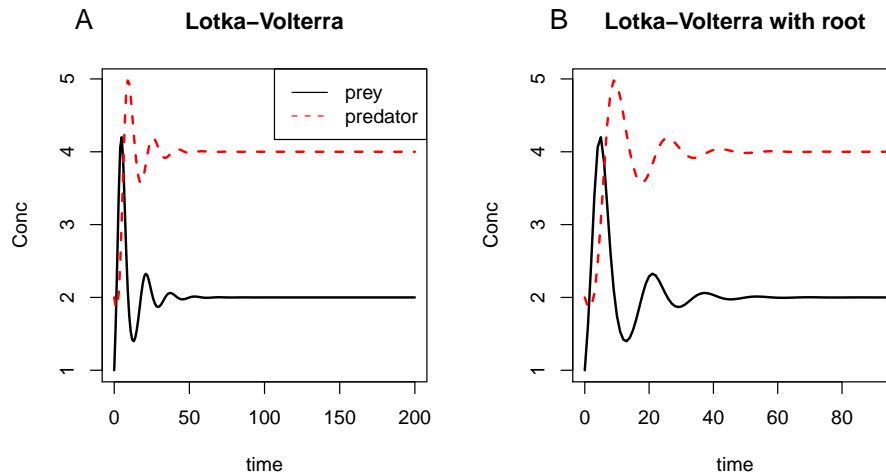 A
Lotka−Volterra
prey
predator
Conc
1
2
3
4
5
0
50
100
150
200
time
B
Lotka−Volterra with root
Conc
1
2
3
4
5
0
20
40
60
80
time